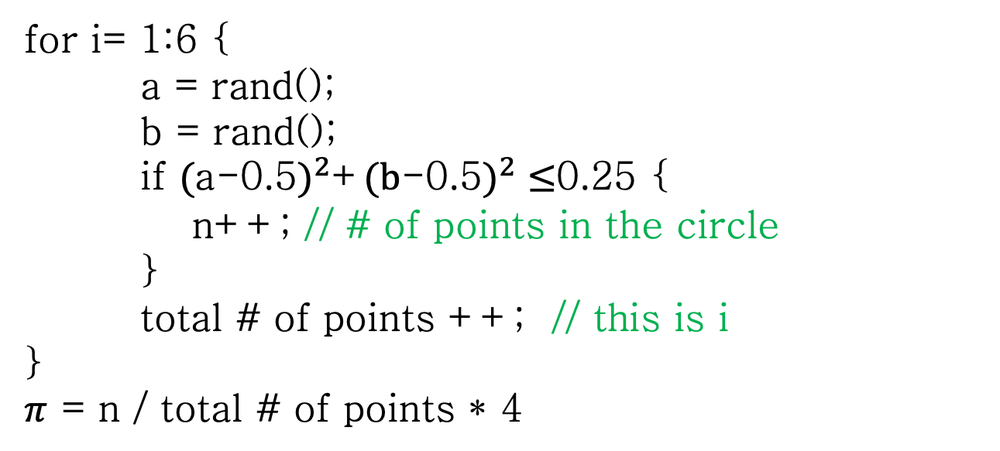 for i= 1:6 {
a = rand();
b = rand();
if (a-0.5)²+ (b-0.5)² ≤0.25 {
n++; // # of points in the circle
}
total # of points ++; // this is i
}
π = n / total # of points * 4